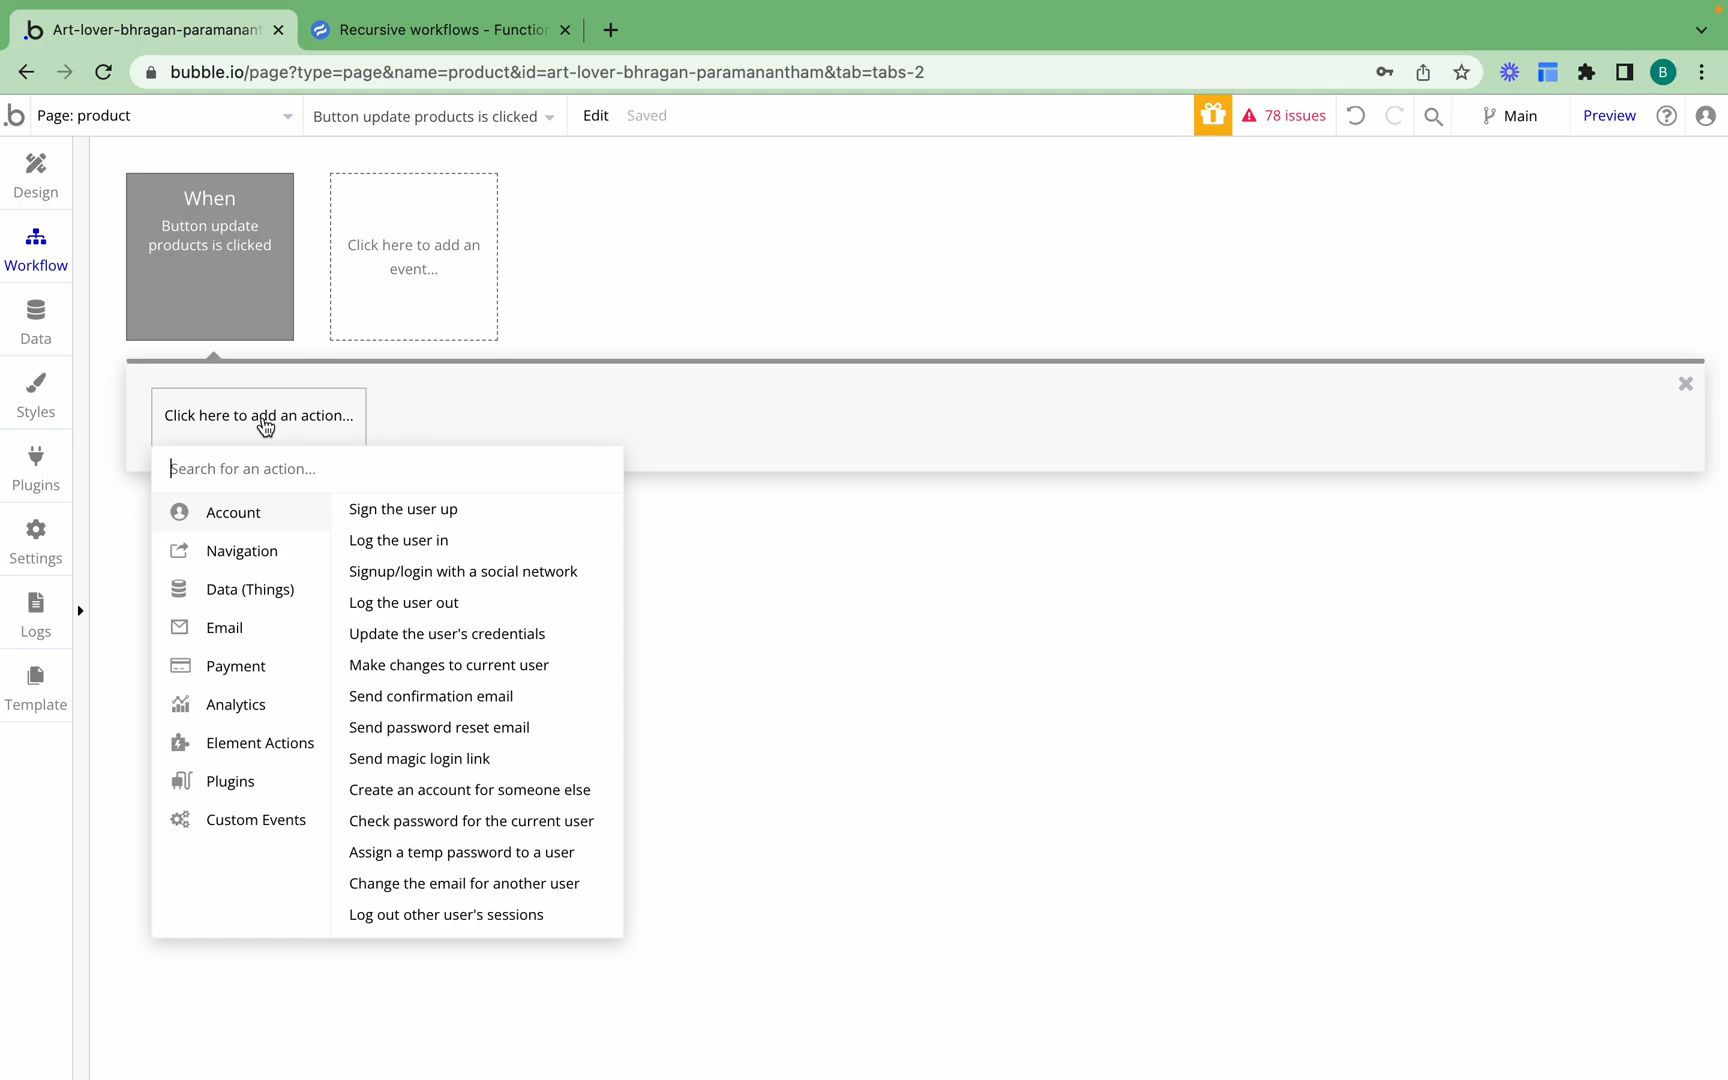 Art-lover-bhragan-paramanant
Recursive workflows - Function
bubble.io/page?type=page&name=product&id=art-lover-bhragan-paramanantham&tab=tabs-2
B
b Page: product
Button update products is clicked
Edit
Saved
78 issues
Main
Preview
Design
Workflow
Data
Styles
Plugins
Settings
Logs
Template
When
Button update
products is clicked
Click here to add an
event...
Click here to add an action...
Search for an action...
Account
Navigation
Data (Things)
Email
Payment
Analytics
Element Actions
Plugins
Custom Events
Sign the user up
Log the user in
Signup/login with a social network
Log the user out
Update the user's credentials
Make changes to current user
Send confirmation email
Send password reset email
Send magic login link
Create an account for someone else
Check password for the current user
Assign a temp password to a user
Change the email for another user
Log out other user's sessions